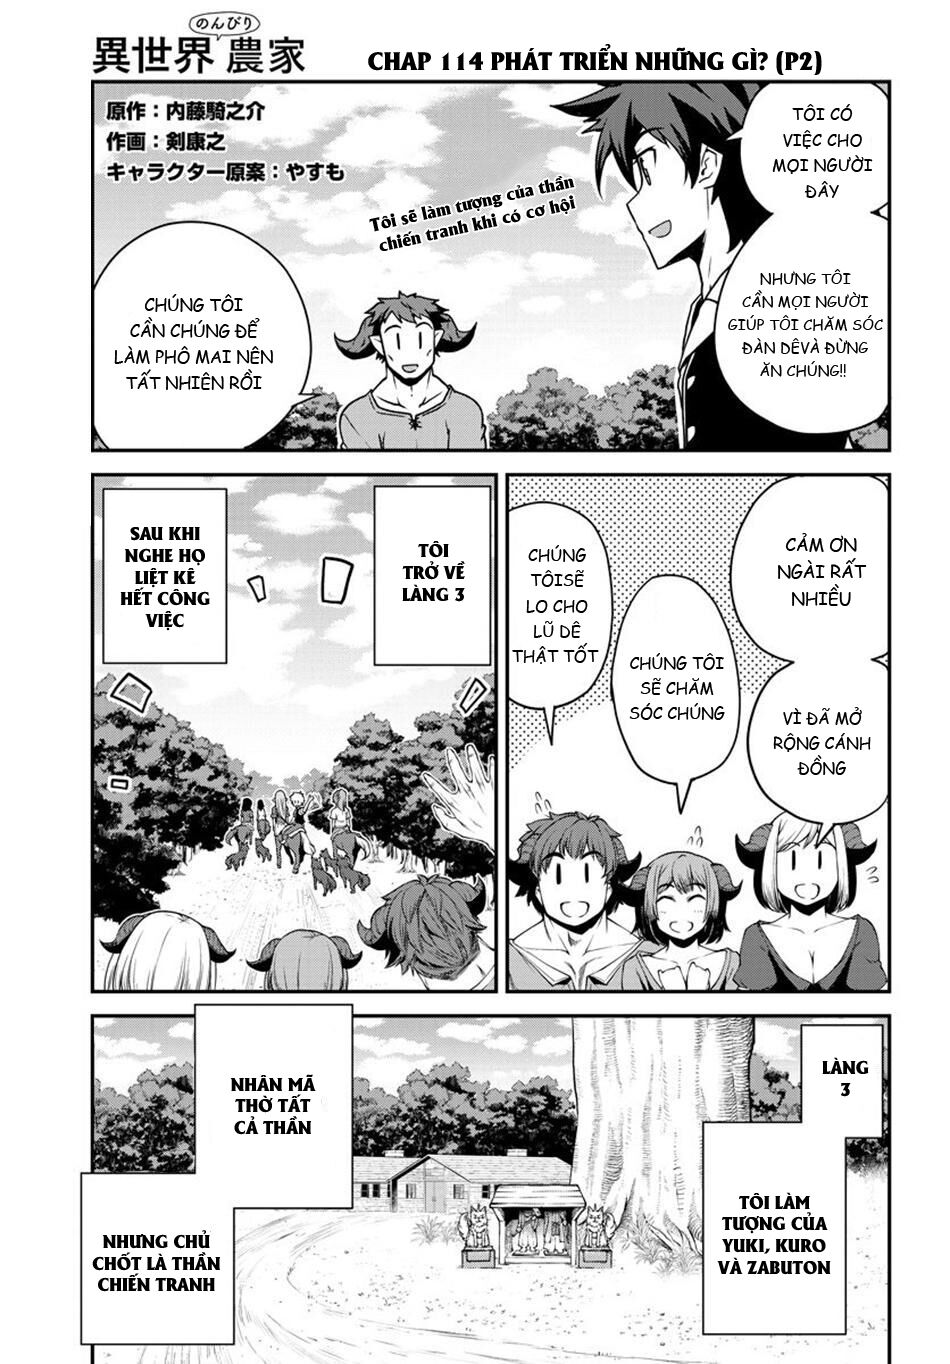 のんびり
異世界農家
CHAP 114 PHÁT TRIỂN NHỮNG GÌ? (P2)
原作：内藤騎之介
作画：剣康之
キャラクター原案：やすも
TÔI CÓ
VIỆC CHO
MỌI NGƯỜI
ĐÂY
NHƯNG TÔI
CẦN MỌI NGƯỜI
GIÚP TÔI CHĂM SÓC
ĐÀN DÊVÀ ĐỪNG
ĂN CHÚNG!!
Tôi sẽ làm tượng của thần
chiến tranh khi có cơ hội
CHÚNG TÔI
CẦN CHÚNG ĐỂ
LÀM PHÔ MAI NÊN
TẤT NHIÊN RỒI
CẢM ƠN
NGÀI RẤT
NHIỀU
VÌ ĐÃ MỞ
RỘNG CÁNH
ĐỒNG
CHÚNG TÔI
SẼ CHĂM
SÓC CHÚNG
CHÚNG
TÔISẼ
LO CHO
LŨ DÊ
THẬT TỐT
TÔI
TRỞ VỀ
LÀNG 3
SAU KHI
NGHE HỌ
LIỆT KÊ
HẾT CÔNG
VIỆC
LÀNG
3
TÔI LÀM
TƯỢNG CỦA
YUKI, KURO
VÀ ZABUTON
NHÂN MÃ
THỜ TẤT
CẢ THẦN
NHƯNG CHỦ
CHỐT LÀ THẦN
CHIẾN TRANH